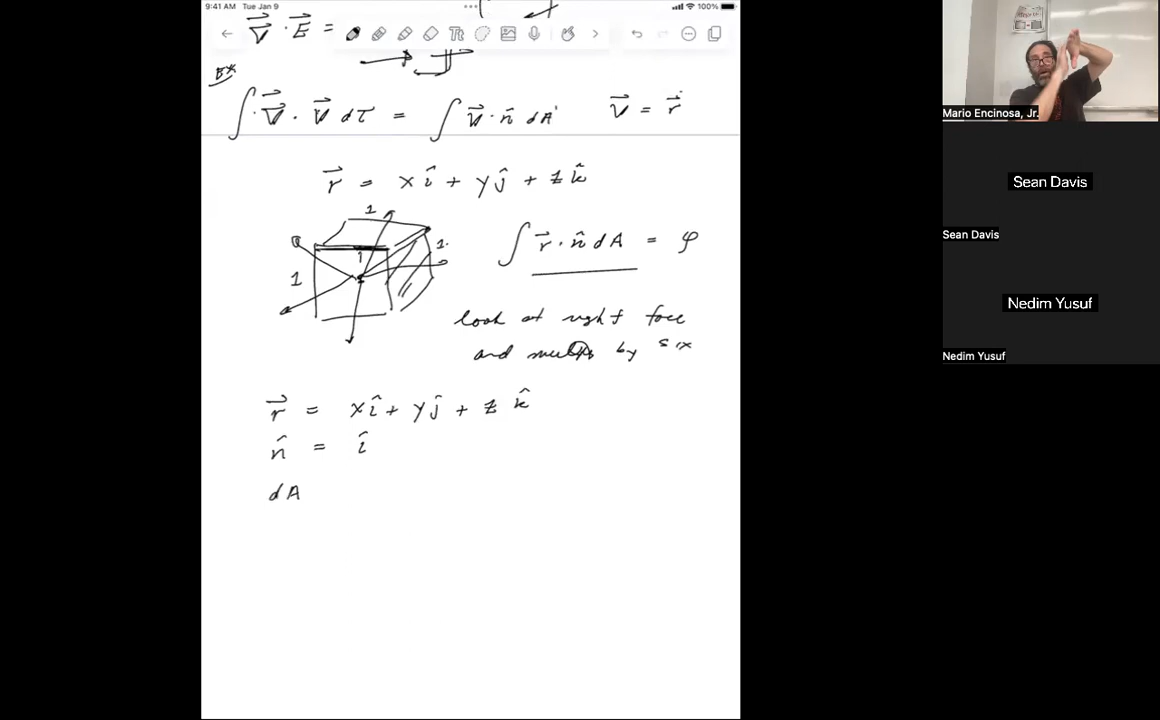 9:41 AM Tue Jan 9
100%
∇⃗ · E⃗ =
Ex
∫ ∇⃗ · v⃗ dτ = ∫ v⃗ · n̂ dA v⃗ = r⃗
r⃗ = x î + y ĵ + z k̂
1
1
1
1
∫ r⃗ · n̂ dA = φ
look at right face
and by six
r⃗ = x î + y ĵ + z k̂
n̂ = î
dA
Mario Encinosa, Jr.
Sean Davis
Sean Davis
Nedim Yusuf
Nedim Yusuf